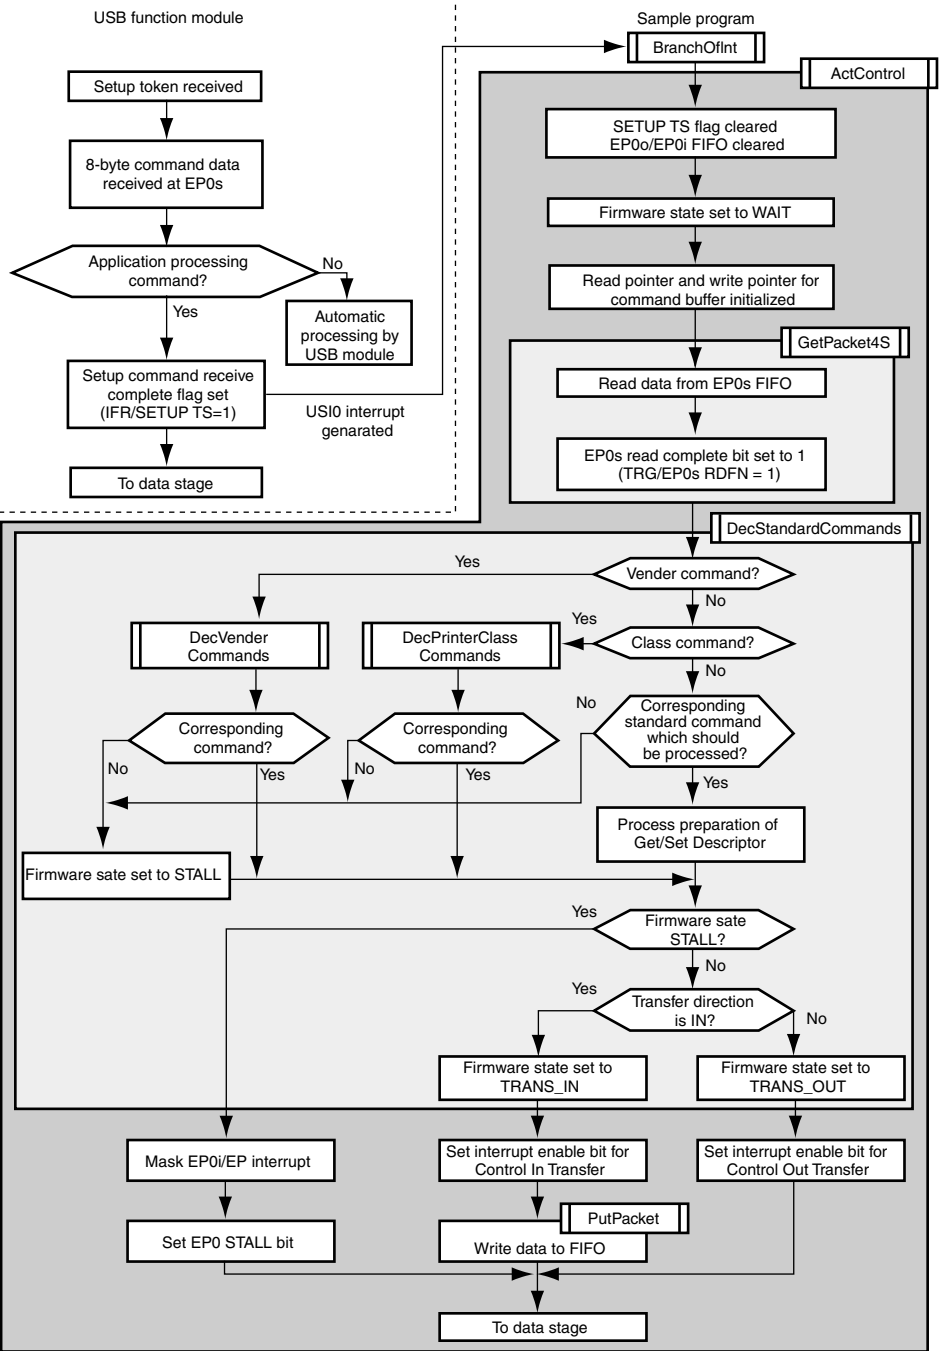 USB function module
Setup token received
8-byte command data
received at EP0s
Application processing
command?
No
Yes
Automatic
processing by
USB module
Setup command receive
complete flag set
(IFR/SETUP TS=1)
USI0 interrupt
genarated
To data stage
Sample program
BranchOfInt
ActControl
SETUP TS flag cleared
EP0o/EP0i FIFO cleared
Firmware state set to WAIT
Read pointer and write pointer for
command buffer initialized
GetPacket4S
Read data from EP0s FIFO
EP0s read complete bit set to 1
(TRG/EP0s RDFN = 1)
DecStandardCommands
Yes
Vender command?
No
DecVender
Commands
DecPrinterClass
Commands
Yes
Class command?
No
Corresponding
command?
No
Yes
Corresponding
command?
No
Yes
No
Corresponding
standard command
which should
be processed?
Yes
Process preparation of
Get/Set Descriptor
Firmware sate set to STALL
Yes
Firmware sate
STALL?
No
Yes
Transfer direction
is IN?
No
Firmware state set to
TRANS_IN
Firmware state set to
TRANS_OUT
Mask EP0i/EP interrupt
Set interrupt enable bit for
Control In Transfer
Set interrupt enable bit for
Control Out Transfer
Set EP0 STALL bit
PutPacket
Write data to FIFO
To data stage